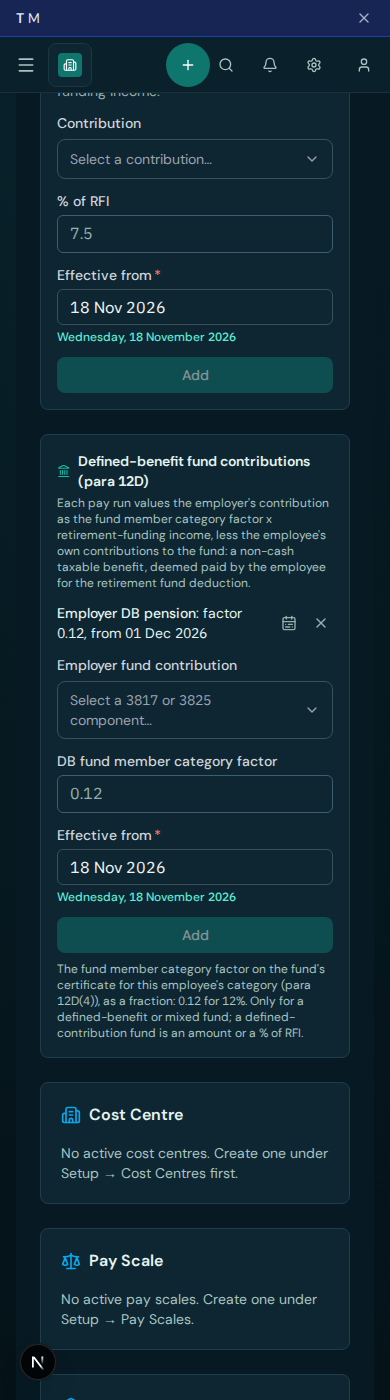 T M
funding income.
Contribution
Select a contribution...
% of RFI
7.5
Effective from *
18 Nov 2026
Wednesday, 18 November 2026
Add
Defined-benefit fund contributions
(para 12D)
Each pay run values the employer's contribution
as the fund member category factor x
retirement-funding income, less the employee's
own contributions to the fund: a non-cash
taxable benefit, deemed paid by the employee
for the retirement fund deduction.
Employer DB pension: factor
0.12, from 01 Dec 2026
Employer fund contribution
Select a 3817 or 3825
component...
DB fund member category factor
0.12
Effective from *
18 Nov 2026
Wednesday, 18 November 2026
Add
The fund member category factor on the fund's
certificate for this employee's category (para
12D(4)), as a fraction: 0.12 for 12%. Only for a
defined-benefit or mixed fund; a defined-
contribution fund is an amount or a % of RFI.
Cost Centre
No active cost centres. Create one under
Setup → Cost Centres first.
Pay Scale
No active pay scales. Create one under
Setup → Pay Scales.
N